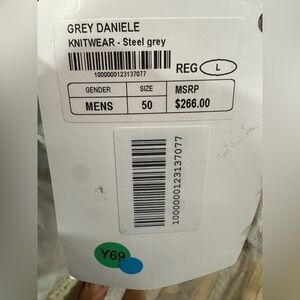 GREY DANIELE
KNITWEAR - Steel grey
1000000123137077
REG L
GENDER SIZE MSRP
MENS 50 $266.00
1000000123137077
Y69